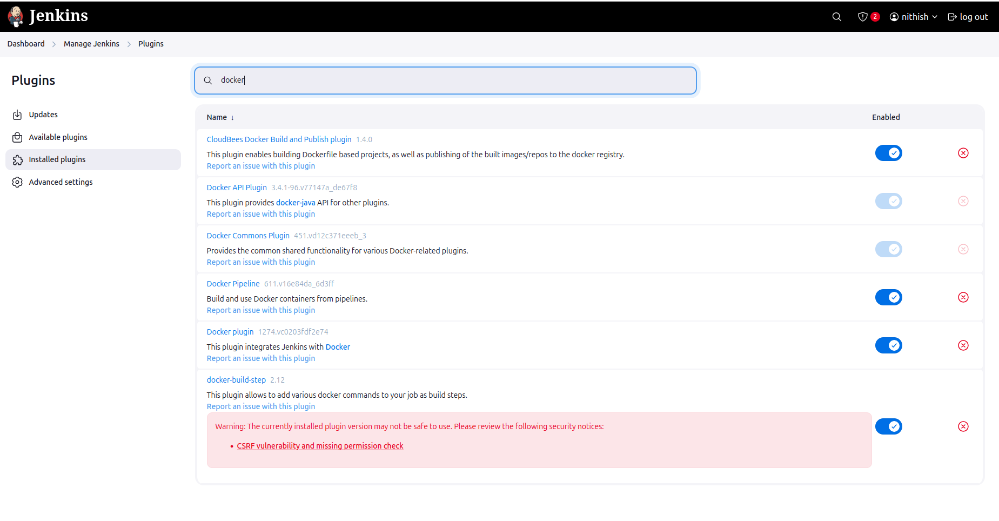 Jenkins
2
nithish
log out
Dashboard
Manage Jenkins
Plugins
Plugins
docker
Updates
Available plugins
Installed plugins
Advanced settings
Name ↓
Enabled
CloudBees Docker Build and Publish plugin 1.4.0
This plugin enables building Dockerfile based projects, as well as publishing of the built images/repos to the docker registry.
Report an issue with this plugin
Docker API Plugin 3.4.1-96.v77147a_de67f8
This plugin provides docker-java API for other plugins.
Report an issue with this plugin
Docker Commons Plugin 451.vd12c371eeeb_3
Provides the common shared functionality for various Docker-related plugins.
Report an issue with this plugin
Docker Pipeline 611.v16e84da_6d3ff
Build and use Docker containers from pipelines.
Report an issue with this plugin
Docker plugin 1274.vc0203fdf2e74
This plugin integrates Jenkins with Docker
Report an issue with this plugin
docker-build-step 2.12
This plugin allows to add various docker commands to your job as build steps.
Report an issue with this plugin
Warning: The currently installed plugin version may not be safe to use. Please review the following security notices:
• CSRF vulnerability and missing permission check